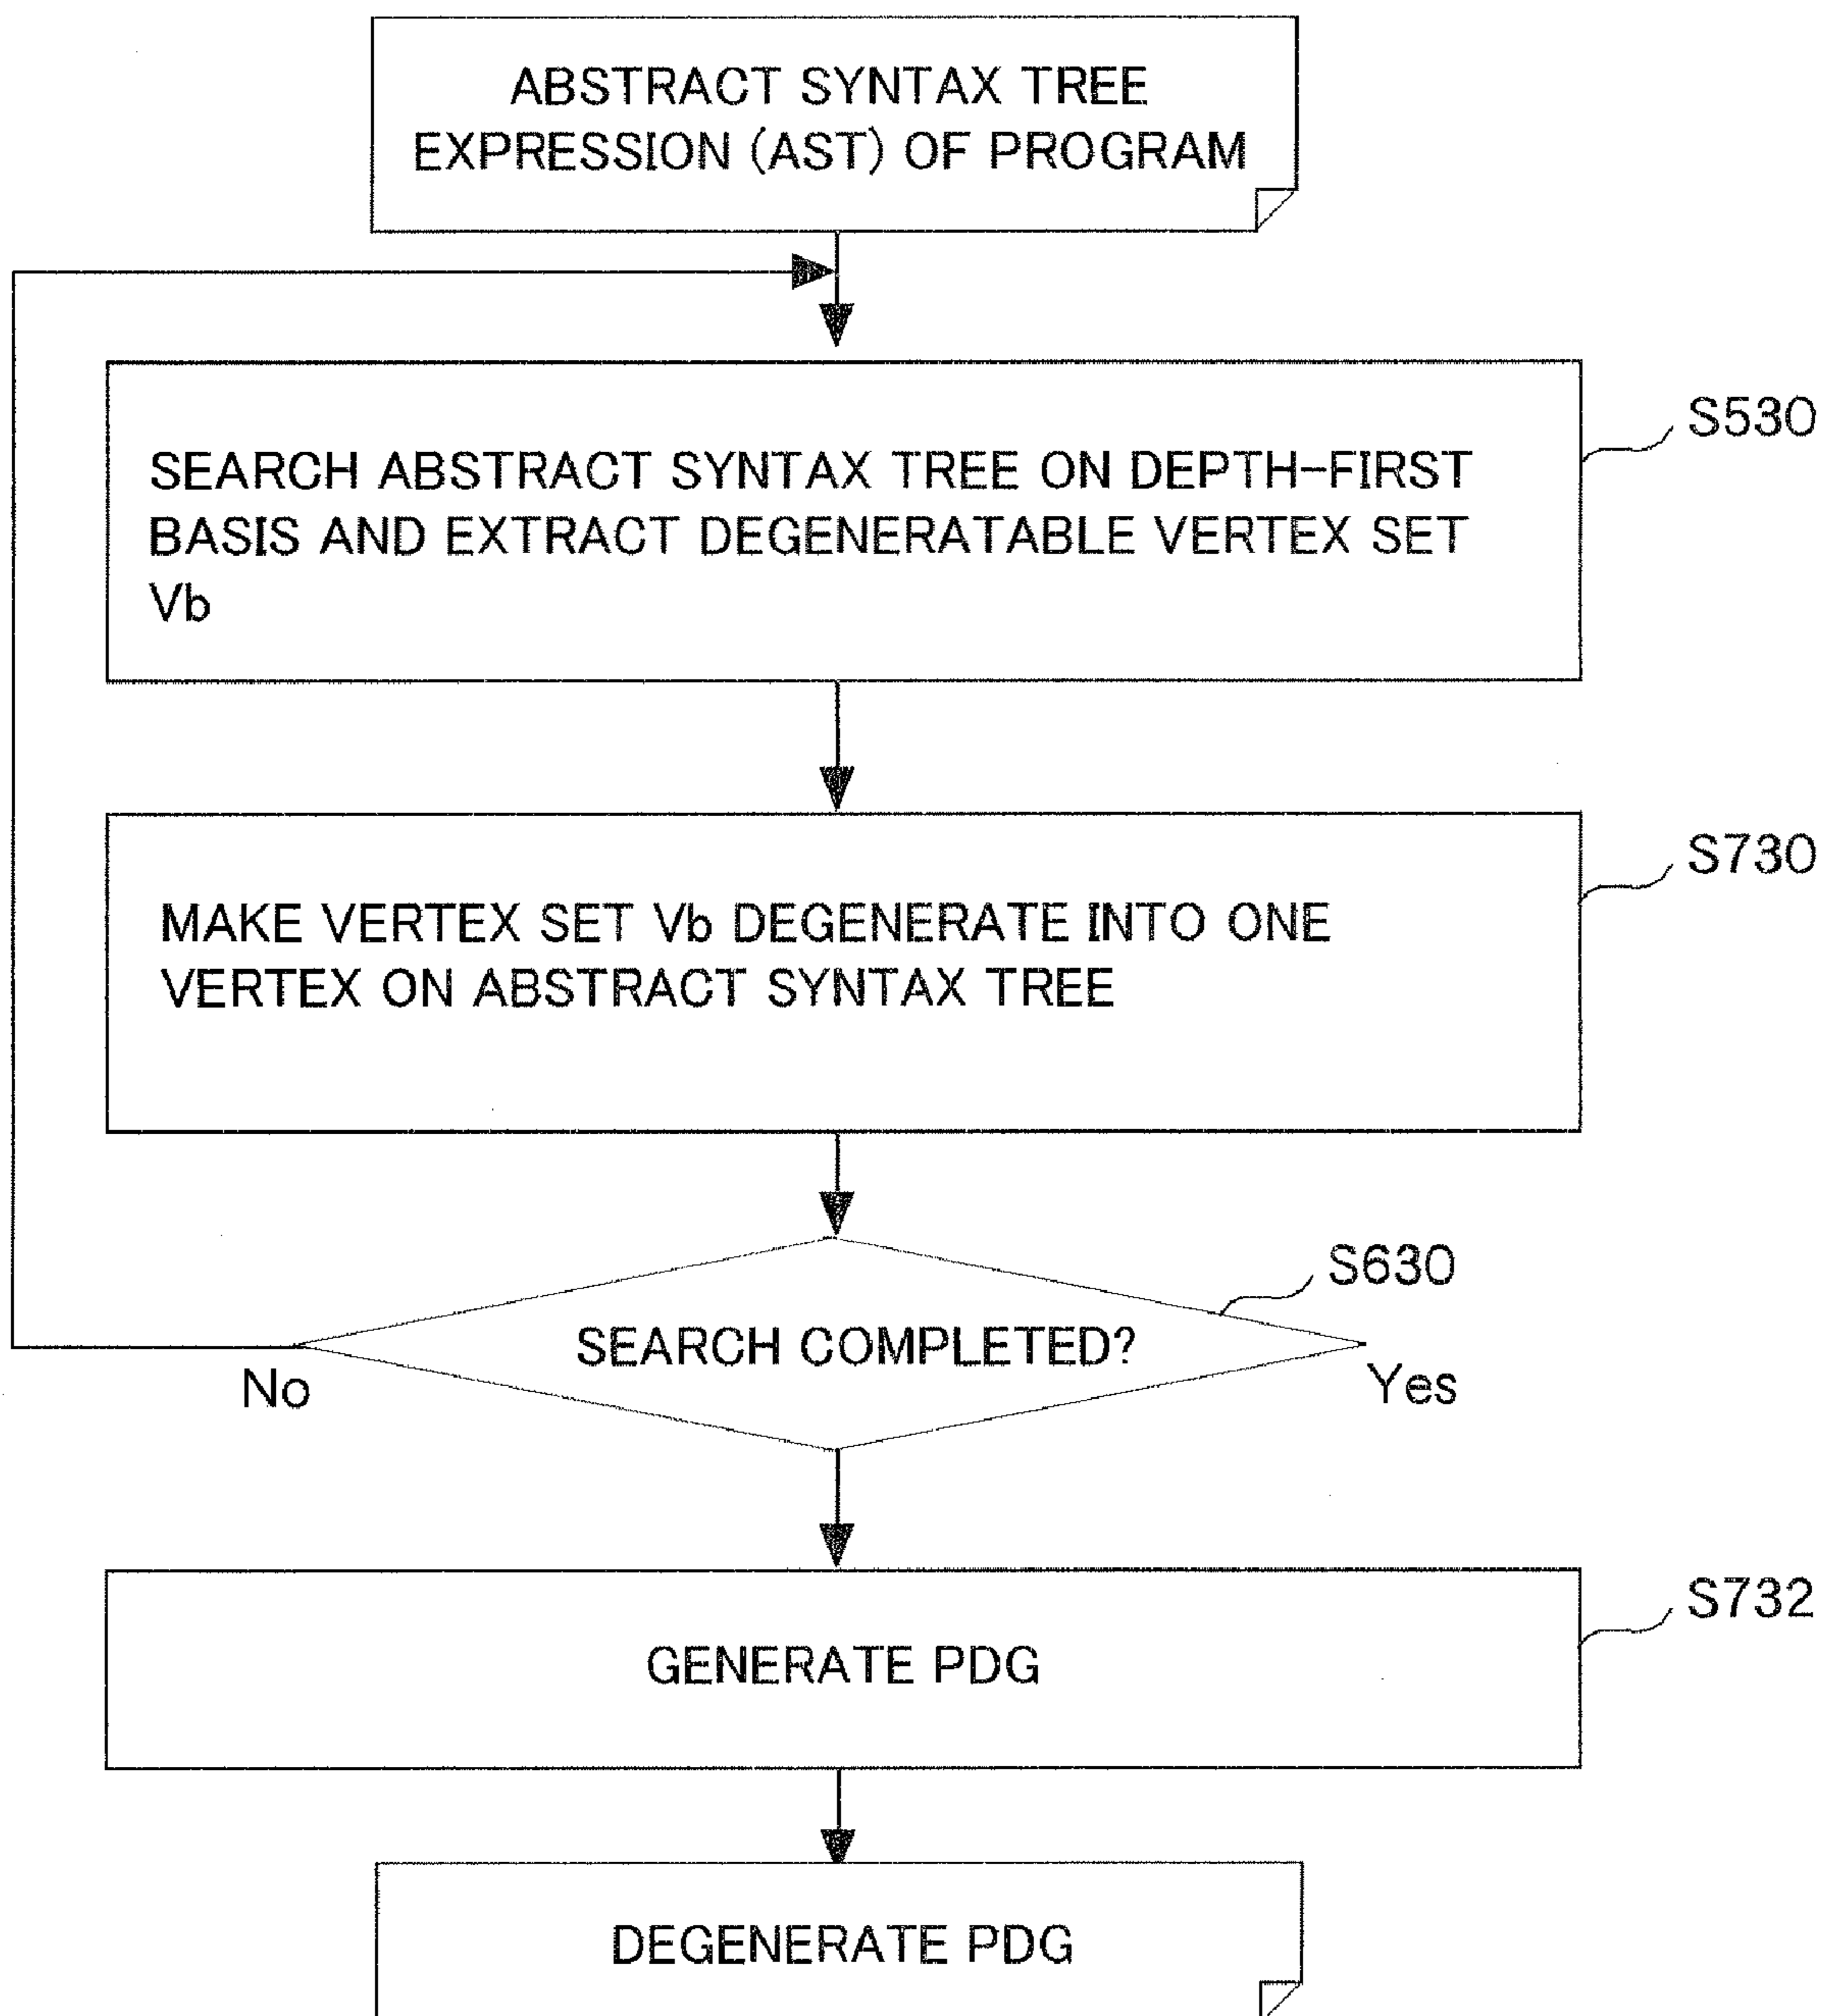 ABSTRACT SYNTAX TREE
EXPRESSION (AST) OF PROGRAM
S530
SEARCH ABSTRACT SYNTAX TREE ON DEPTH-FIRST
BASIS AND EXTRACT DEGENERATABLE VERTEX SET
Vb
S730
MAKE VERTEX SET Vb DEGENERATE INTO ONE
VERTEX ON ABSTRACT SYNTAX TREE
S630
SEARCH COMPLETED?
No
Yes
S732
GENERATE PDG
DEGENERATE PDG